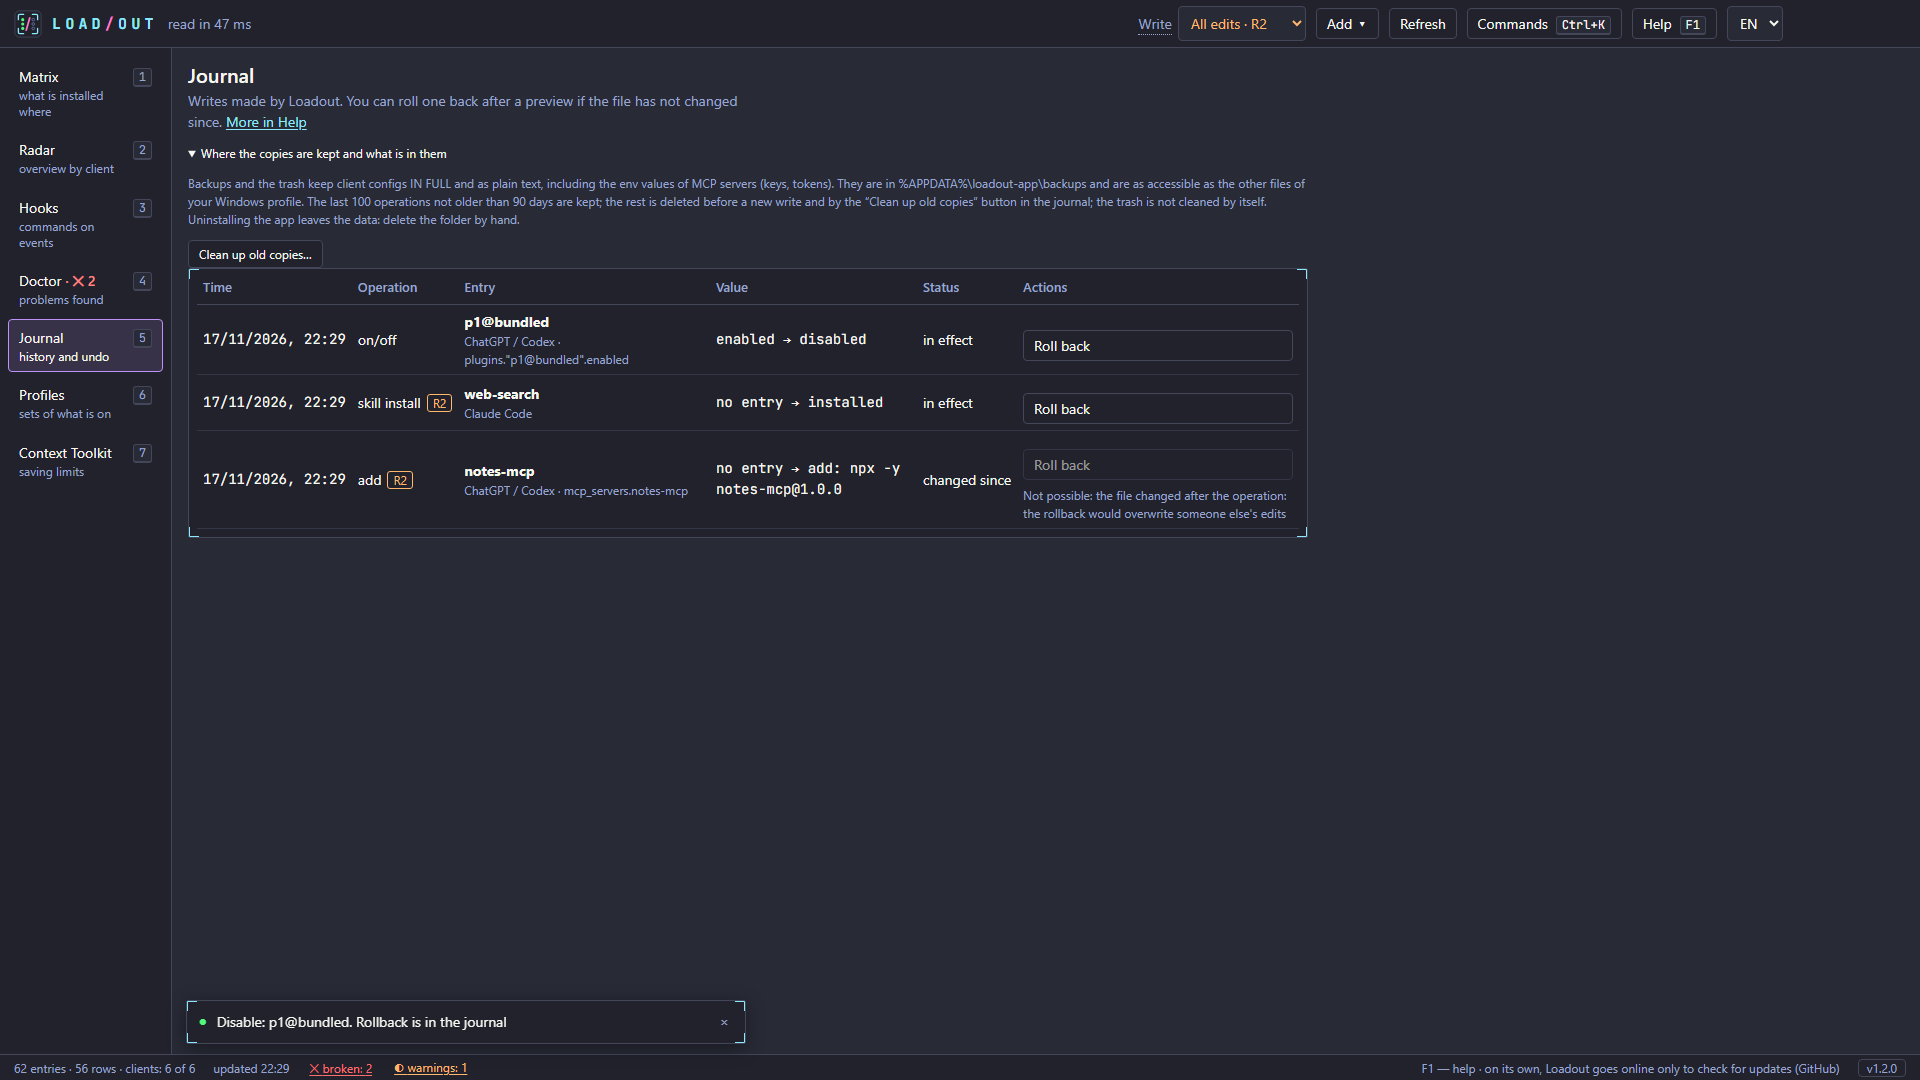 LOAD/OUT read in 47 ms
Write All edits · R2 Add ▾ Refresh Commands Ctrl+K Help F1 EN
Matrix 1
what is installed
where
Radar 2
overview by client
Hooks 3
commands on
events
Doctor · ✕ 2 4
problems found
Journal 5
history and undo
Profiles 6
sets of what is on
Context Toolkit 7
saving limits
Journal
Writes made by Loadout. You can roll one back after a preview if the file has not changed
since. More in Help
▼ Where the copies are kept and what is in them
Backups and the trash keep client configs IN FULL and as plain text, including the env values of MCP servers (keys, tokens). They are in %APPDATA%\loadout-app\backups and are as accessible as the other files of
your Windows profile. The last 100 operations not older than 90 days are kept; the rest is deleted before a new write and by the “Clean up old copies” button in the journal; the trash is not cleaned by itself.
Uninstalling the app leaves the data: delete the folder by hand.
Clean up old copies...
Time Operation Entry Value Status Actions
17/11/2026, 22:29 on/off
p1@bundled
ChatGPT / Codex ·
plugins."p1@bundled".enabled
enabled → disabled
in effect
Roll back
17/11/2026, 22:29 skill install R2
web-search
Claude Code
no entry → installed
in effect
Roll back
17/11/2026, 22:29 add R2
notes-mcp
ChatGPT / Codex · mcp_servers.notes-mcp
no entry → add: npx -y
notes-mcp@1.0.0
changed since
Roll back
Not possible: the file changed after the operation:
the rollback would overwrite someone else's edits
Disable: p1@bundled. Rollback is in the journal ×
62 entries · 56 rows · clients: 6 of 6 updated 22:29 ✕ broken: 2 ◐ warnings: 1
F1 — help · on its own, Loadout goes online only to check for updates (GitHub) v1.2.0